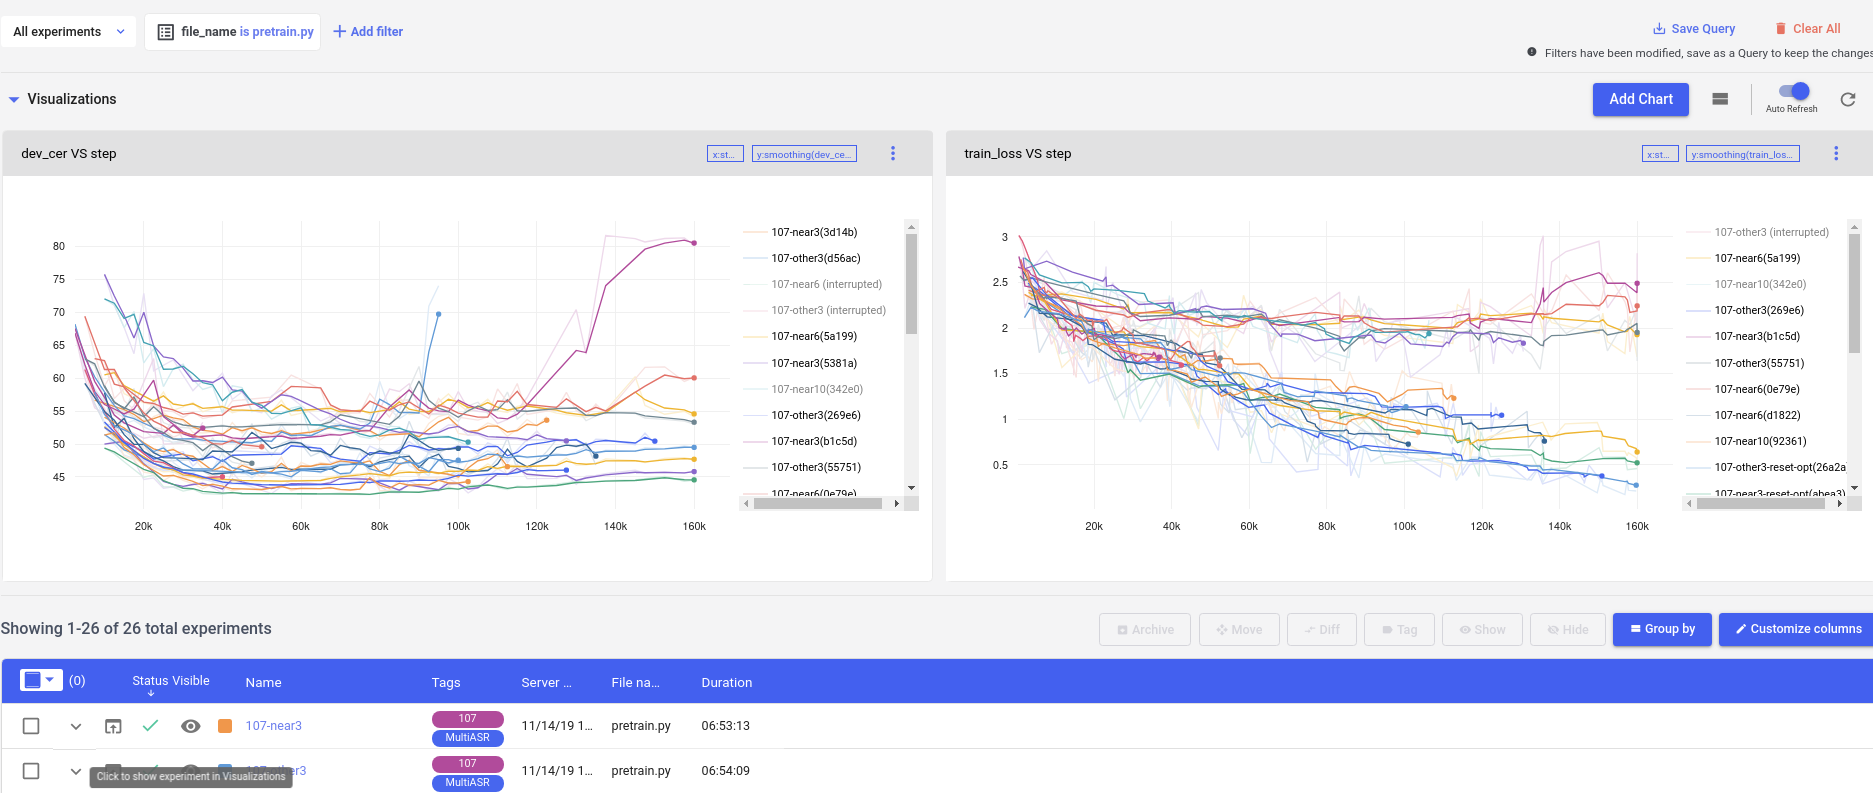 All experiments
file_name is pretrain.py
Add filter
Save Query
Clear All
Filters have been modified, save as a Query to keep the changes
Visualizations
Add Chart
Auto Refresh
dev_cer VS step
x:st...
y:smoothing(dev_ce...
80
75
70
65
60
55
50
45
20k 40k 60k 80k 100k 120k 140k 160k
107-near3(3d14b)
107-other3(d56ac)
107-near6 (interrupted)
107-other3 (interrupted)
107-near6(5a199)
107-near3(5381a)
107-near10(342e0)
107-other3(269e6)
107-near3(b1c5d)
107-other3(55751)
107-near6(0e79e)
train_loss VS step
x:st...
y:smoothing(train_los...
3
2.5
2
1.5
1
0.5
20k 40k 60k 80k 100k 120k 140k 160k
107-other3 (interrupted)
107-near6(5a199)
107-near10(342e0)
107-other3(269e6)
107-near3(b1c5d)
107-other3(55751)
107-near6(0e79e)
107-near6(d1822)
107-near10(92361)
107-other3-reset-opt(26a2a
107-near3-reset-opt(abea3)
Showing 1-26 of 26 total experiments
Archive
Move
Diff
Tag
Show
Hide
Group by
Customize columns
(0) Status Visible Name Tags Server ... File na... Duration
107-near3 107 MultiASR 11/14/19 1... pretrain.py 06:53:13
107 MultiASR 11/14/19 1... pretrain.py 06:54:09
Click to show experiment in Visualizations